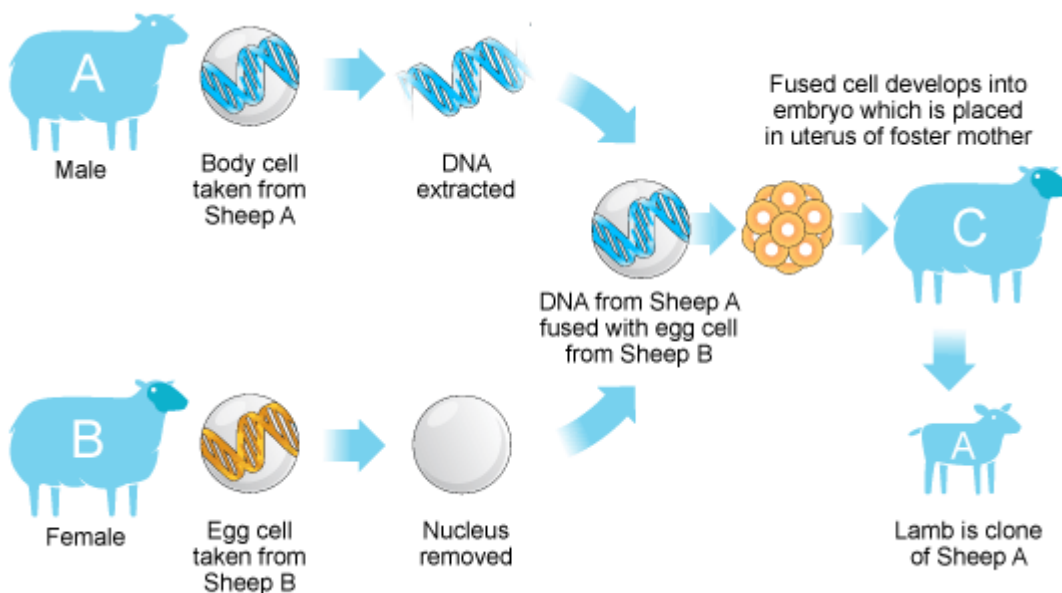 A
Male
Body cell
taken from
Sheep A
DNA
extracted
Fused cell develops into
embryo which is placed
in uterus of foster mother
C
DNA from Sheep A
fused with egg cell
from Sheep B
B
Female
Egg cell
taken from
Sheep B
Nucleus
removed
A
Lamb is clone
of Sheep A